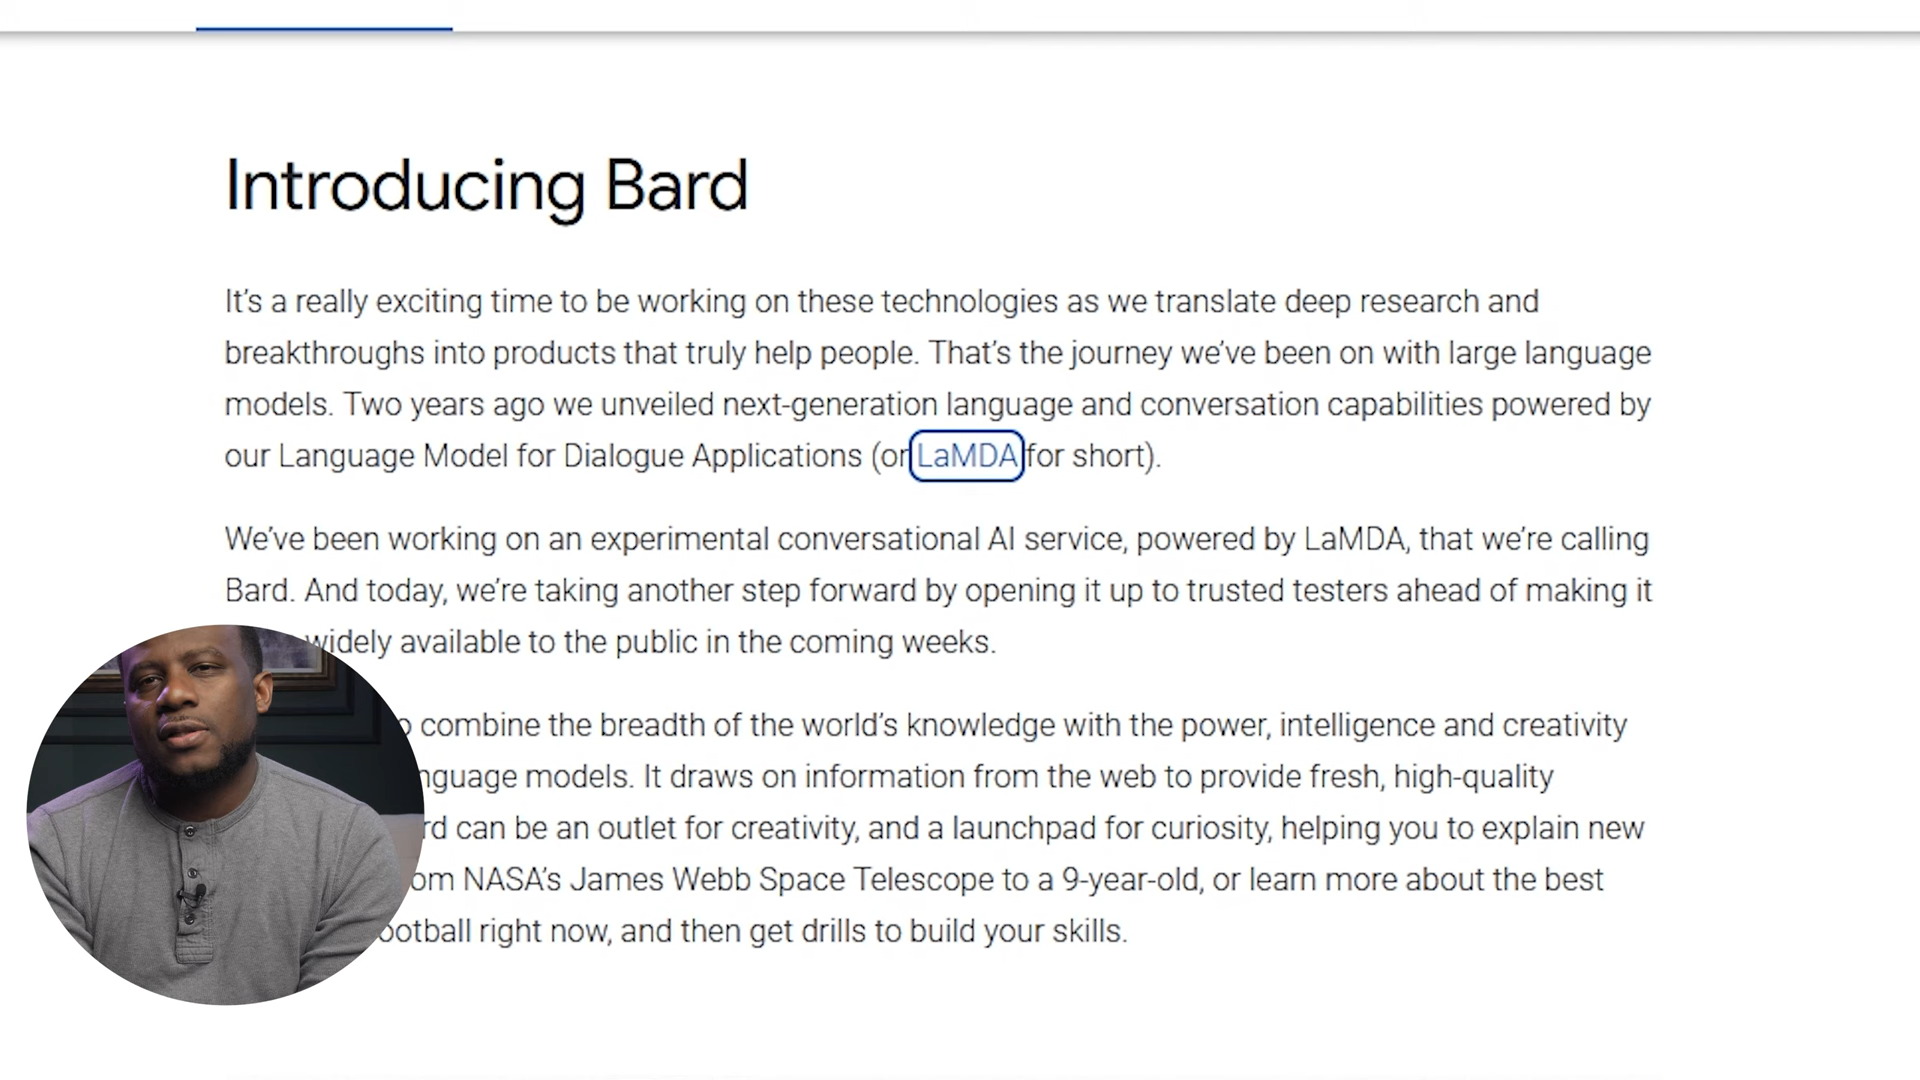 Introducing Bard
It's a really exciting time to be working on these technologies as we translate deep research and
breakthroughs into products that truly help people. That's the journey we've been on with large language
models. Two years ago we unveiled next-generation language and conversation capabilities powered by
our Language Model for Dialogue Applications (or LaMDA for short).
We've been working on an experimental conversational AI service, powered by LaMDA, that we're calling
Bard. And today, we're taking another step forward by opening it up to trusted testers ahead of making it
widely available to the public in the coming weeks.
combine the breadth of the world's knowledge with the power, intelligence and creativity
models. It draws on information from the web to provide fresh, high-quality
can be an outlet for creativity, and a launchpad for curiosity, helping you to explain new
NASA's James Webb Space Telescope to a 9-year-old, or learn more about the best
right now, and then get drills to build your skills.